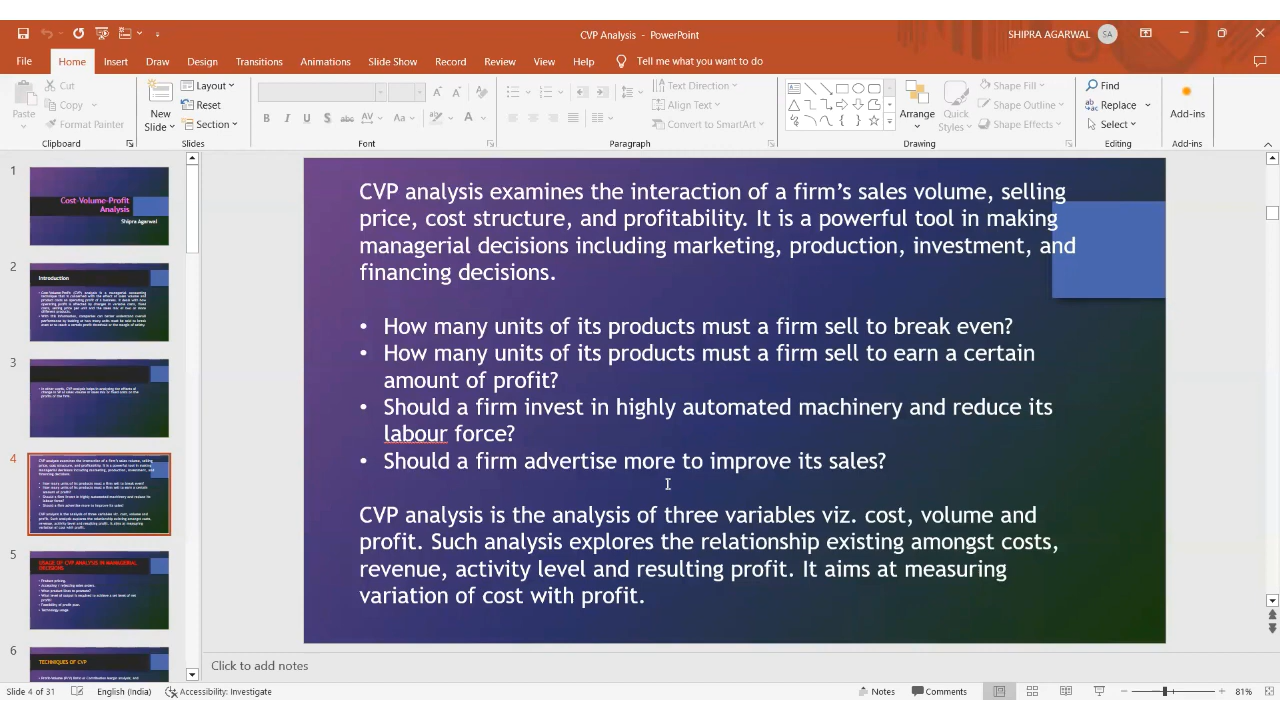 CVP Analysis - PowerPoint
SHIPRA AGARWAL
SA
File
Home
Insert
Draw
Design
Transitions
Animations
Slide Show
Record
Review
View
Help
Tell me what you want to do
Paste
Cut
Copy
Format Painter
Clipboard
New Slide
Layout
Reset
Section
Slides
Font
Text Direction
Align Text
Convert to SmartArt
Paragraph
Arrange
Quick Styles
Shape Fill
Shape Outline
Shape Effects
Drawing
Find
Replace
Select
Editing
Add-ins
Add-ins
1
Cost-Volume-Profit
Analysis
Shipra Agarwal
2
Introduction
3
4
5
USAGE OF CVP ANALYSIS IN MANAGERIAL
DECISIONS
6
TECHNIQUES OF CVP
CVP analysis examines the interaction of a firm's sales volume, selling
price, cost structure, and profitability. It is a powerful tool in making
managerial decisions including marketing, production, investment, and
financing decisions.
• How many units of its products must a firm sell to break even?
• How many units of its products must a firm sell to earn a certain
amount of profit?
• Should a firm invest in highly automated machinery and reduce its
labour force?
• Should a firm advertise more to improve its sales?
CVP analysis is the analysis of three variables viz. cost, volume and
profit. Such analysis explores the relationship existing amongst costs,
revenue, activity level and resulting profit. It aims at measuring
variation of cost with profit.
Click to add notes
Slide 4 of 31
English (India)
Accessibility: Investigate
Notes
Comments
81%